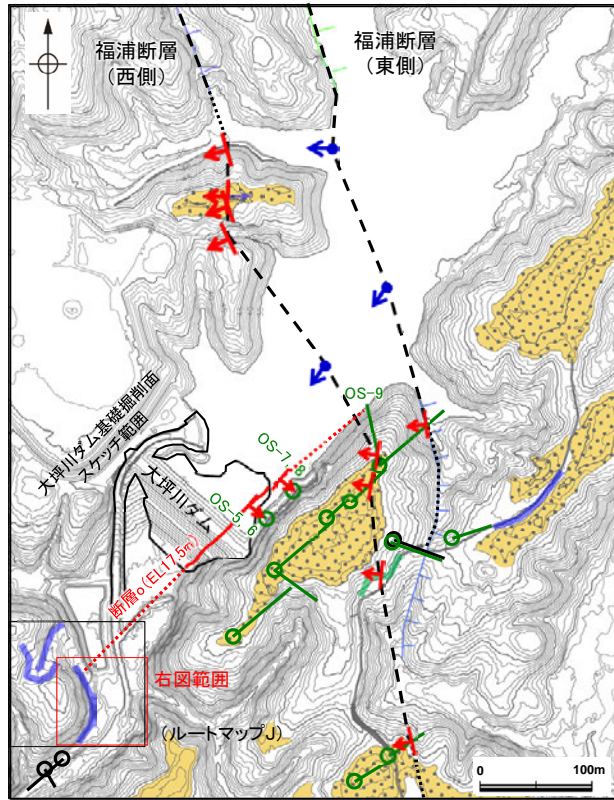 福浦断層
（西側）
福浦断層
（東側）
OS-9
大坪川ダム基礎掘削面
スケッチ範囲
OS-7, 8
大坪川ダム
OS-5, 6
断層o(EL17.5m)
右図範囲
(ルートマップJ)
0 100m